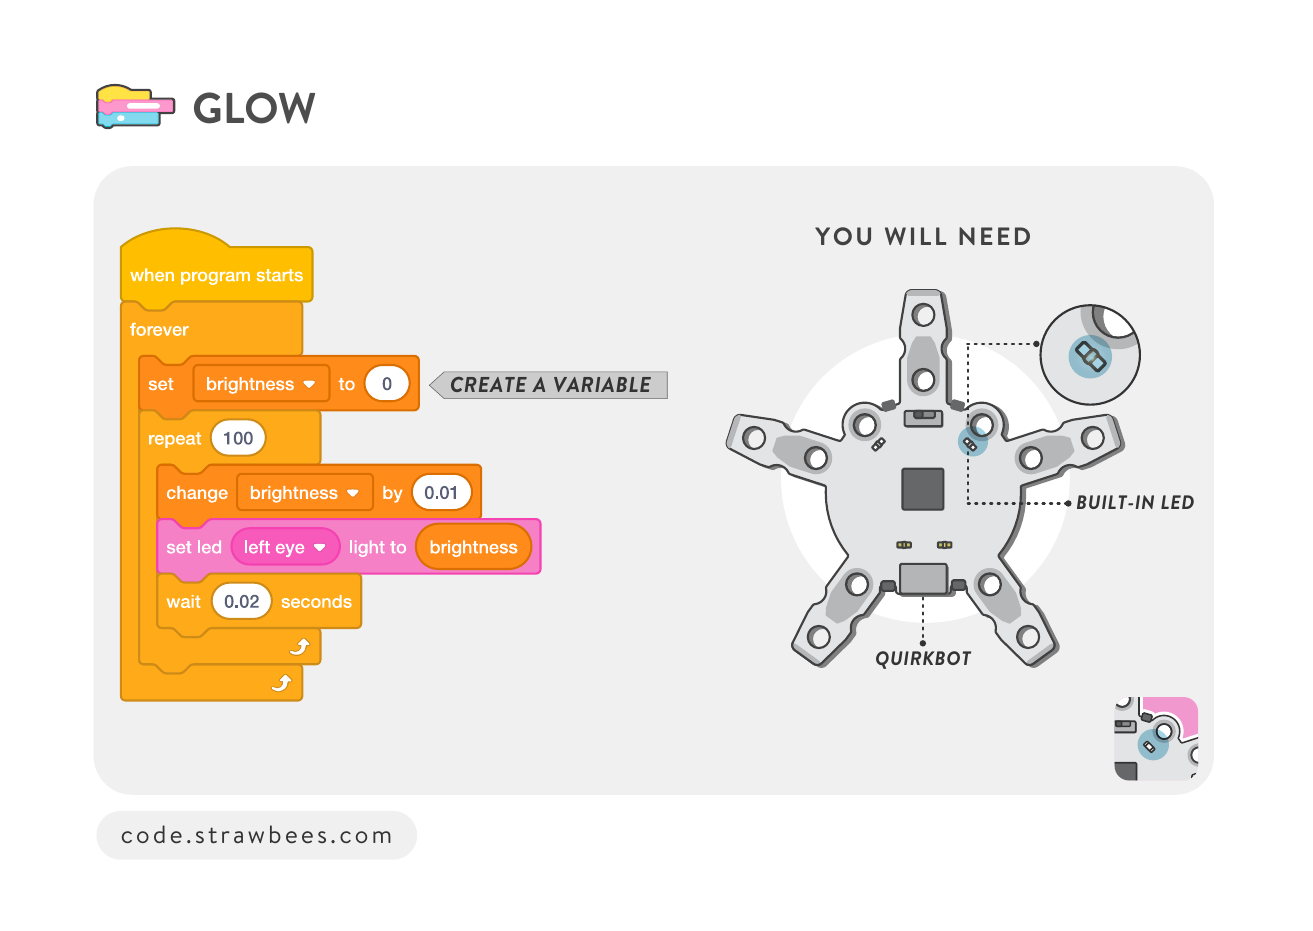 GLOW
when program starts
forever
set brightness to 0
CREATE A VARIABLE
repeat 100
change brightness by 0.01
set led left eye light to brightness
wait 0.02 seconds
YOU WILL NEED
BUILT-IN LED
QUIRKBOT
code.strawbees.com